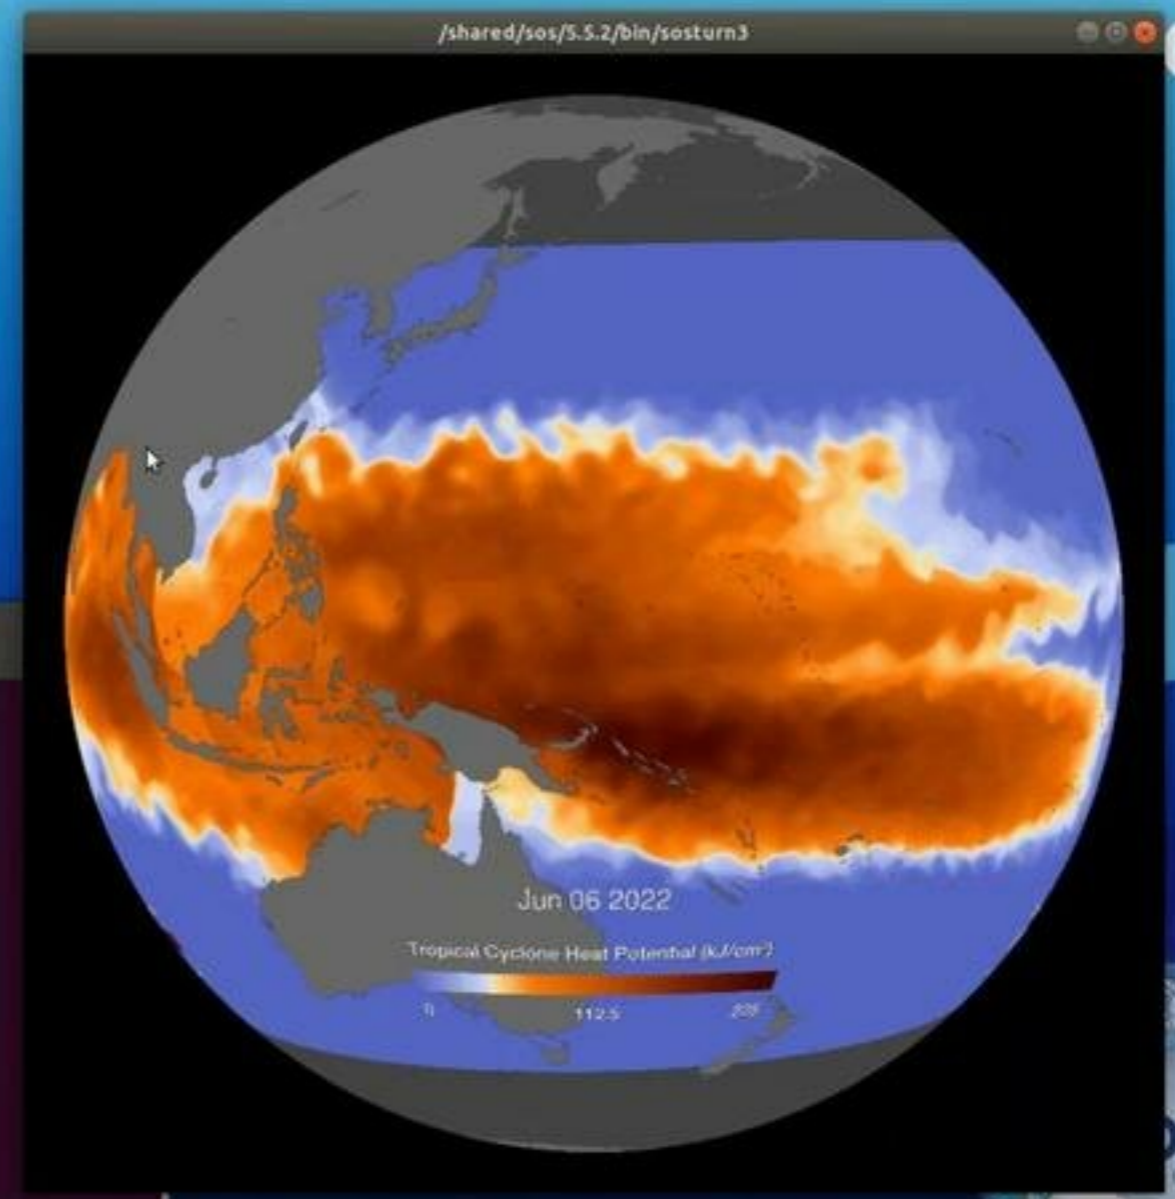 /shared/sos/5.5.2/bin/sosturn3
Jun 06 2022
Tropical Cyclone Heat Potential (kJ/cm²)
0 112.5